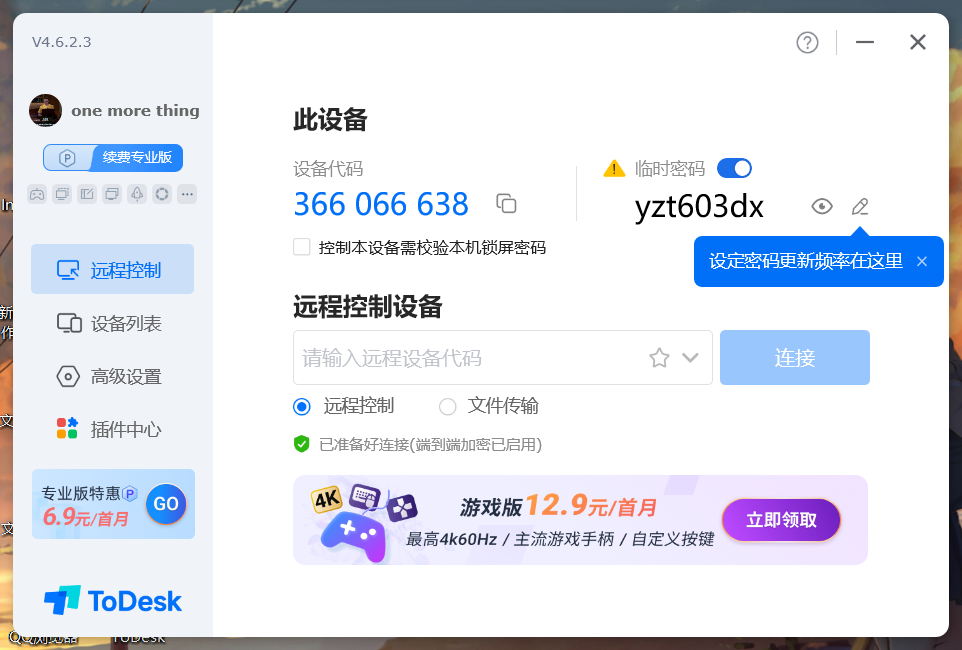 V4.6.2.3
one more thing
续费专业版
远程控制
设备列表
高级设置
插件中心
专业版特惠
6.9元/首月
GO
ToDesk
此设备
设备代码
366 066 638
控制本设备需校验本机锁屏密码
临时密码
yzt603dx
设定密码更新频率在这里
远程控制设备
请输入远程设备代码
连接
远程控制
文件传输
已准备好连接(端到端加密已启用)
4K
游戏版12.9元/首月
最高4k60Hz / 主流游戏手柄 / 自定义按键
立即领取
In
新
作
文
文
QQ浏览器
ToDesk